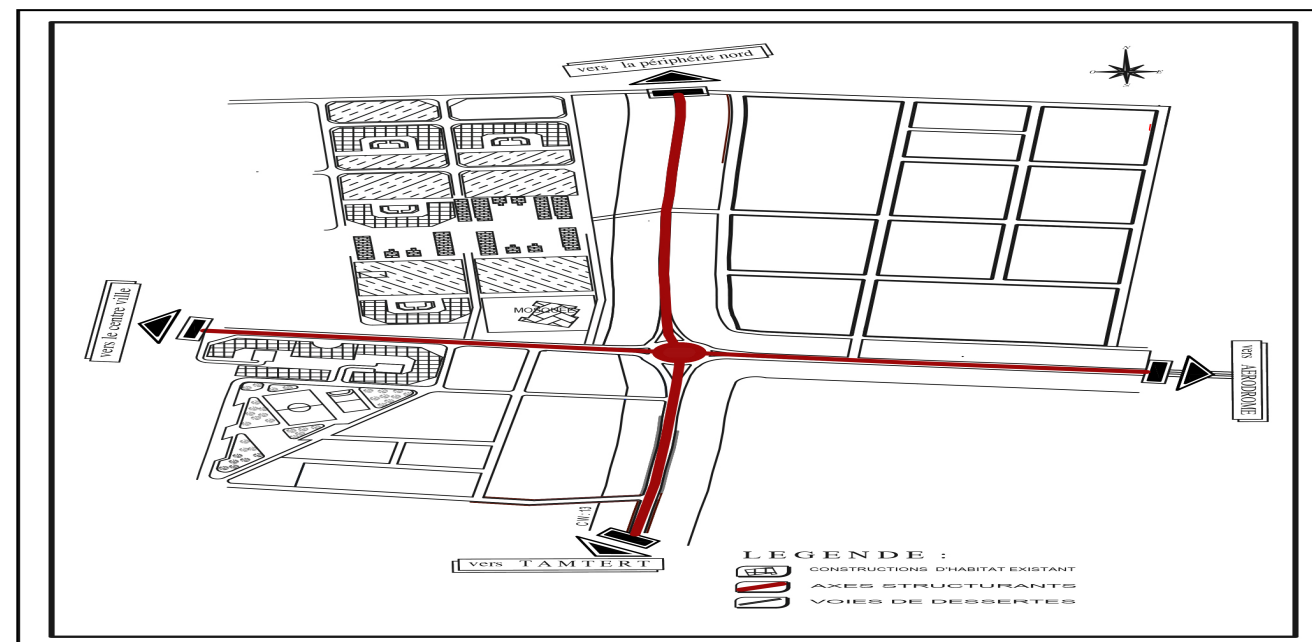 vers la périphérie nord
N
O E
S
vers le centre ville
MOSQUEE
vers AERODROME
CW:13
vers TAMTERT
LEGENDE :
CONSTRUCTIONS D'HABITAT EXISTANT
AXES STRUCTURANTS
VOIES DE DESSERTES